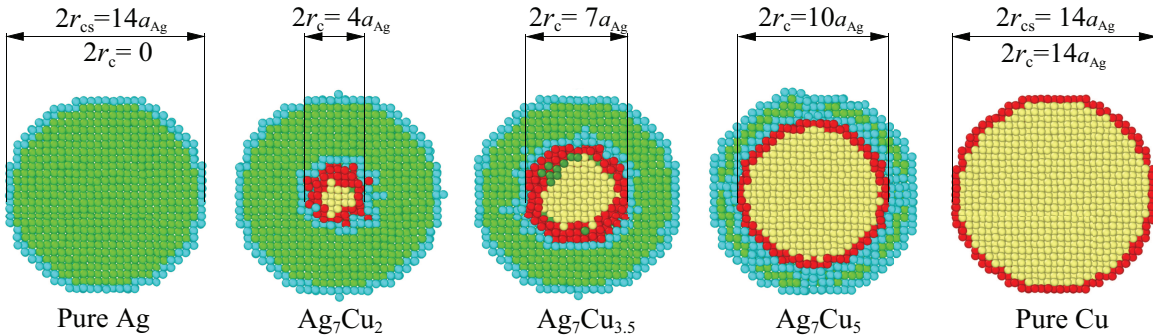 2r_cs=14a_Ag
2r_c= 0
2r_c= 4a_Ag
2r_c= 7a_Ag
2r_c=10a_Ag
2r_cs= 14a_Ag
2r_c=14a_Ag
Pure Ag
Ag₇Cu₂
Ag₇Cu₃.₅
Ag₇Cu₅
Pure Cu